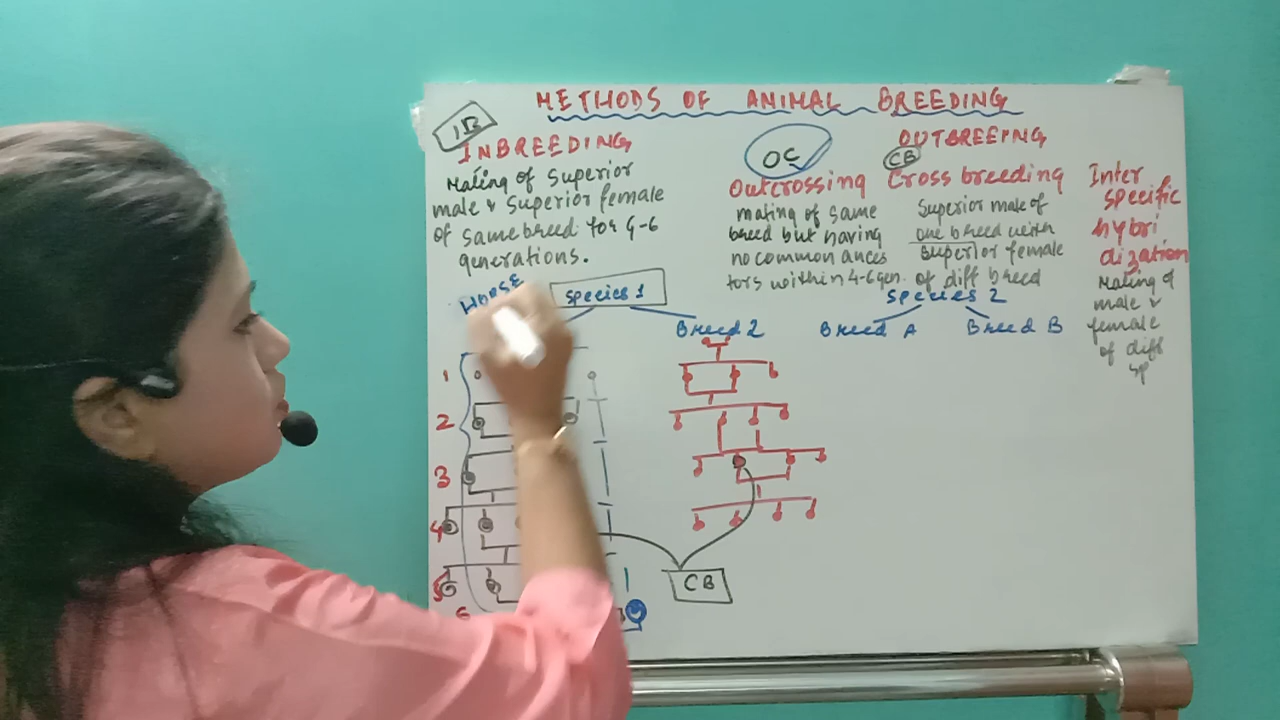 METHODS OF ANIMAL BREEDING
IB
INBREEDING
Mating of Superior
male & Superior female
of same breed for 4-6
generations.
OC
Outcrossing
mating of same
breed but having
no common ances
tors within 4-6 gen.
OUTBREEING
CB
Cross breeding
Superior male of
one breed with
superior female
of diff breed
Inter
specific
hybri
dization
Mating of
male &
female
of diff
sp
HORSE
Species 1
Breed 2
Species 2
Breed A
Breed B
1
2
3
4
5
6
CB